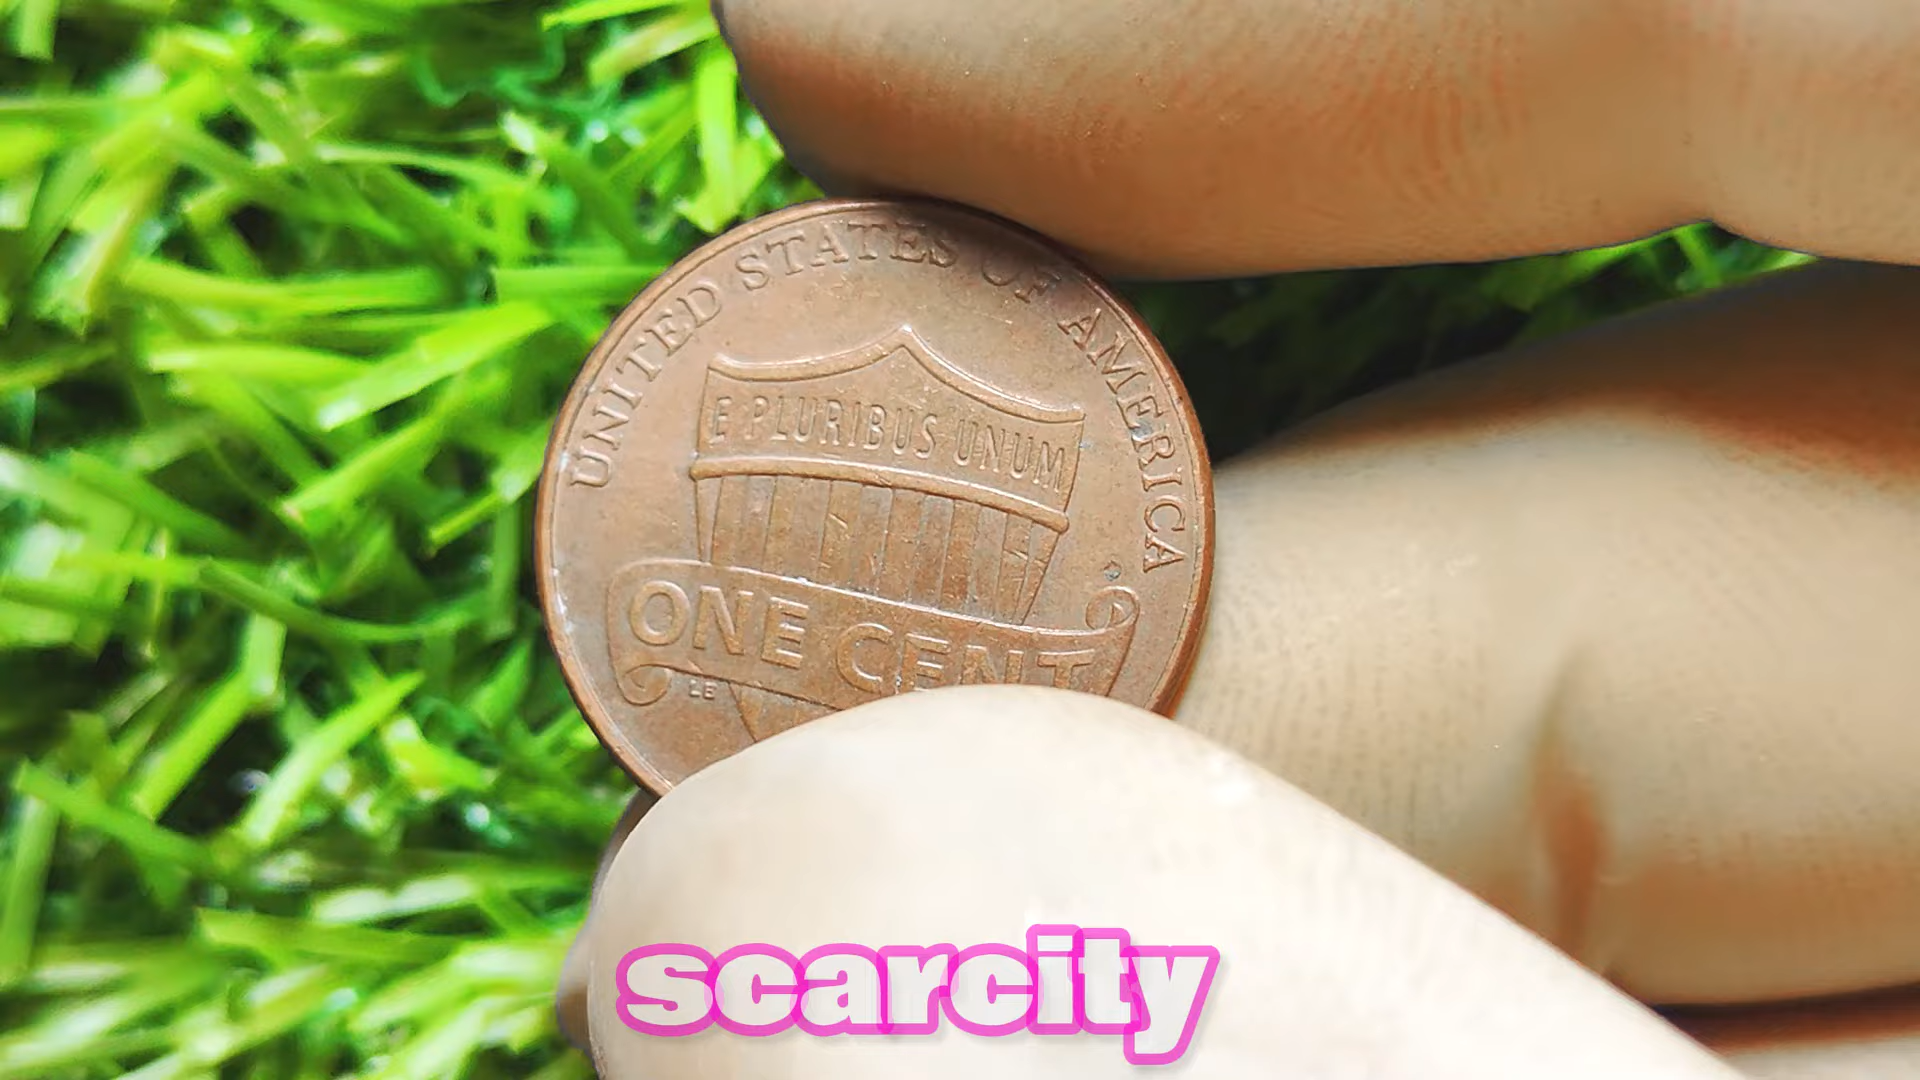 UNITED STATES OF AMERICA
E PLURIBUS UNUM
ONE CENT
LE
scarcity